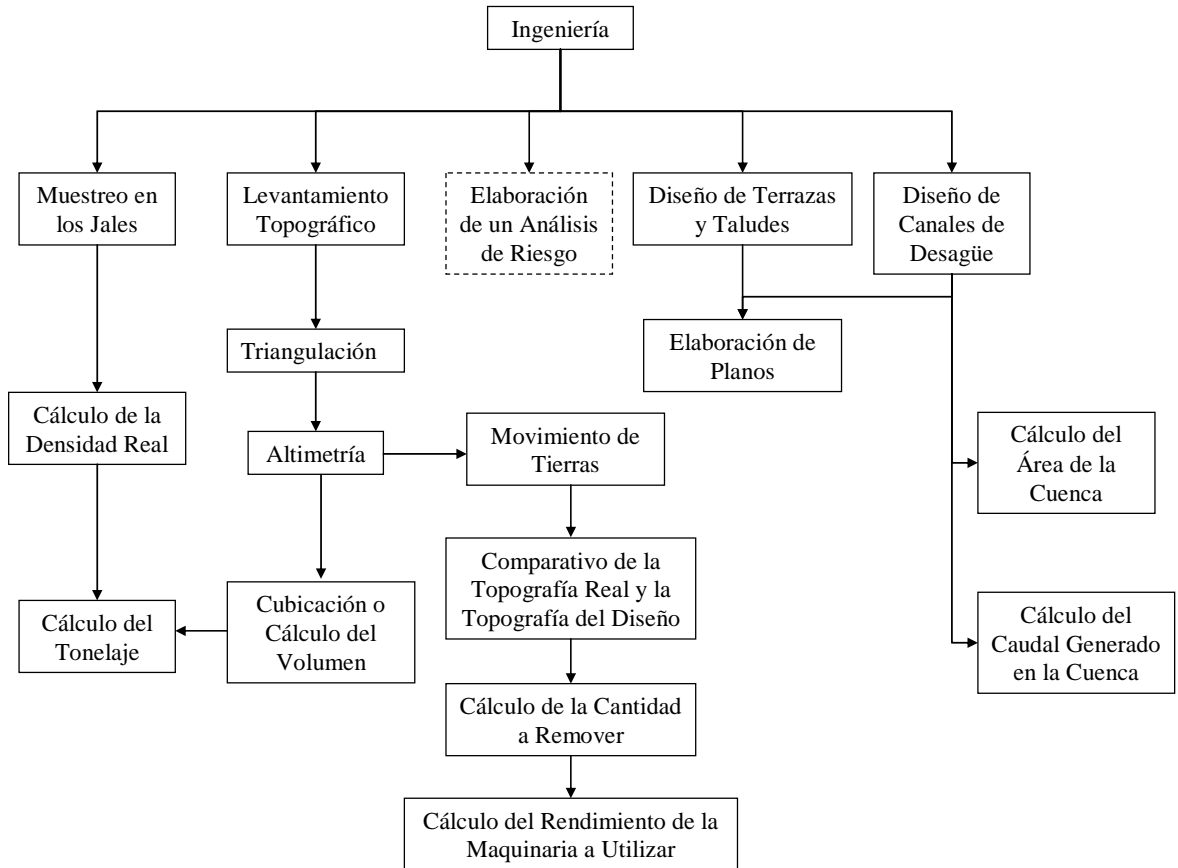 Ingeniería
Muestreo en
los Jales
Levantamiento
Topográfico
Elaboración
de un Análisis
de Riesgo
Diseño de Terrazas
y Taludes
Diseño de
Canales de
Desagüe
Triangulación
Elaboración de
Planos
Cálculo de la
Densidad Real
Altimetría
Movimiento de
Tierras
Cálculo del
Área de la
Cuenca
Comparativo de la
Topografía Real y la
Topografía del Diseño
Cálculo del
Tonelaje
Cubicación o
Cálculo del
Volumen
Cálculo del
Caudal Generado
en la Cuenca
Cálculo de la Cantidad
a Remover
Cálculo del Rendimiento de la
Maquinaria a Utilizar